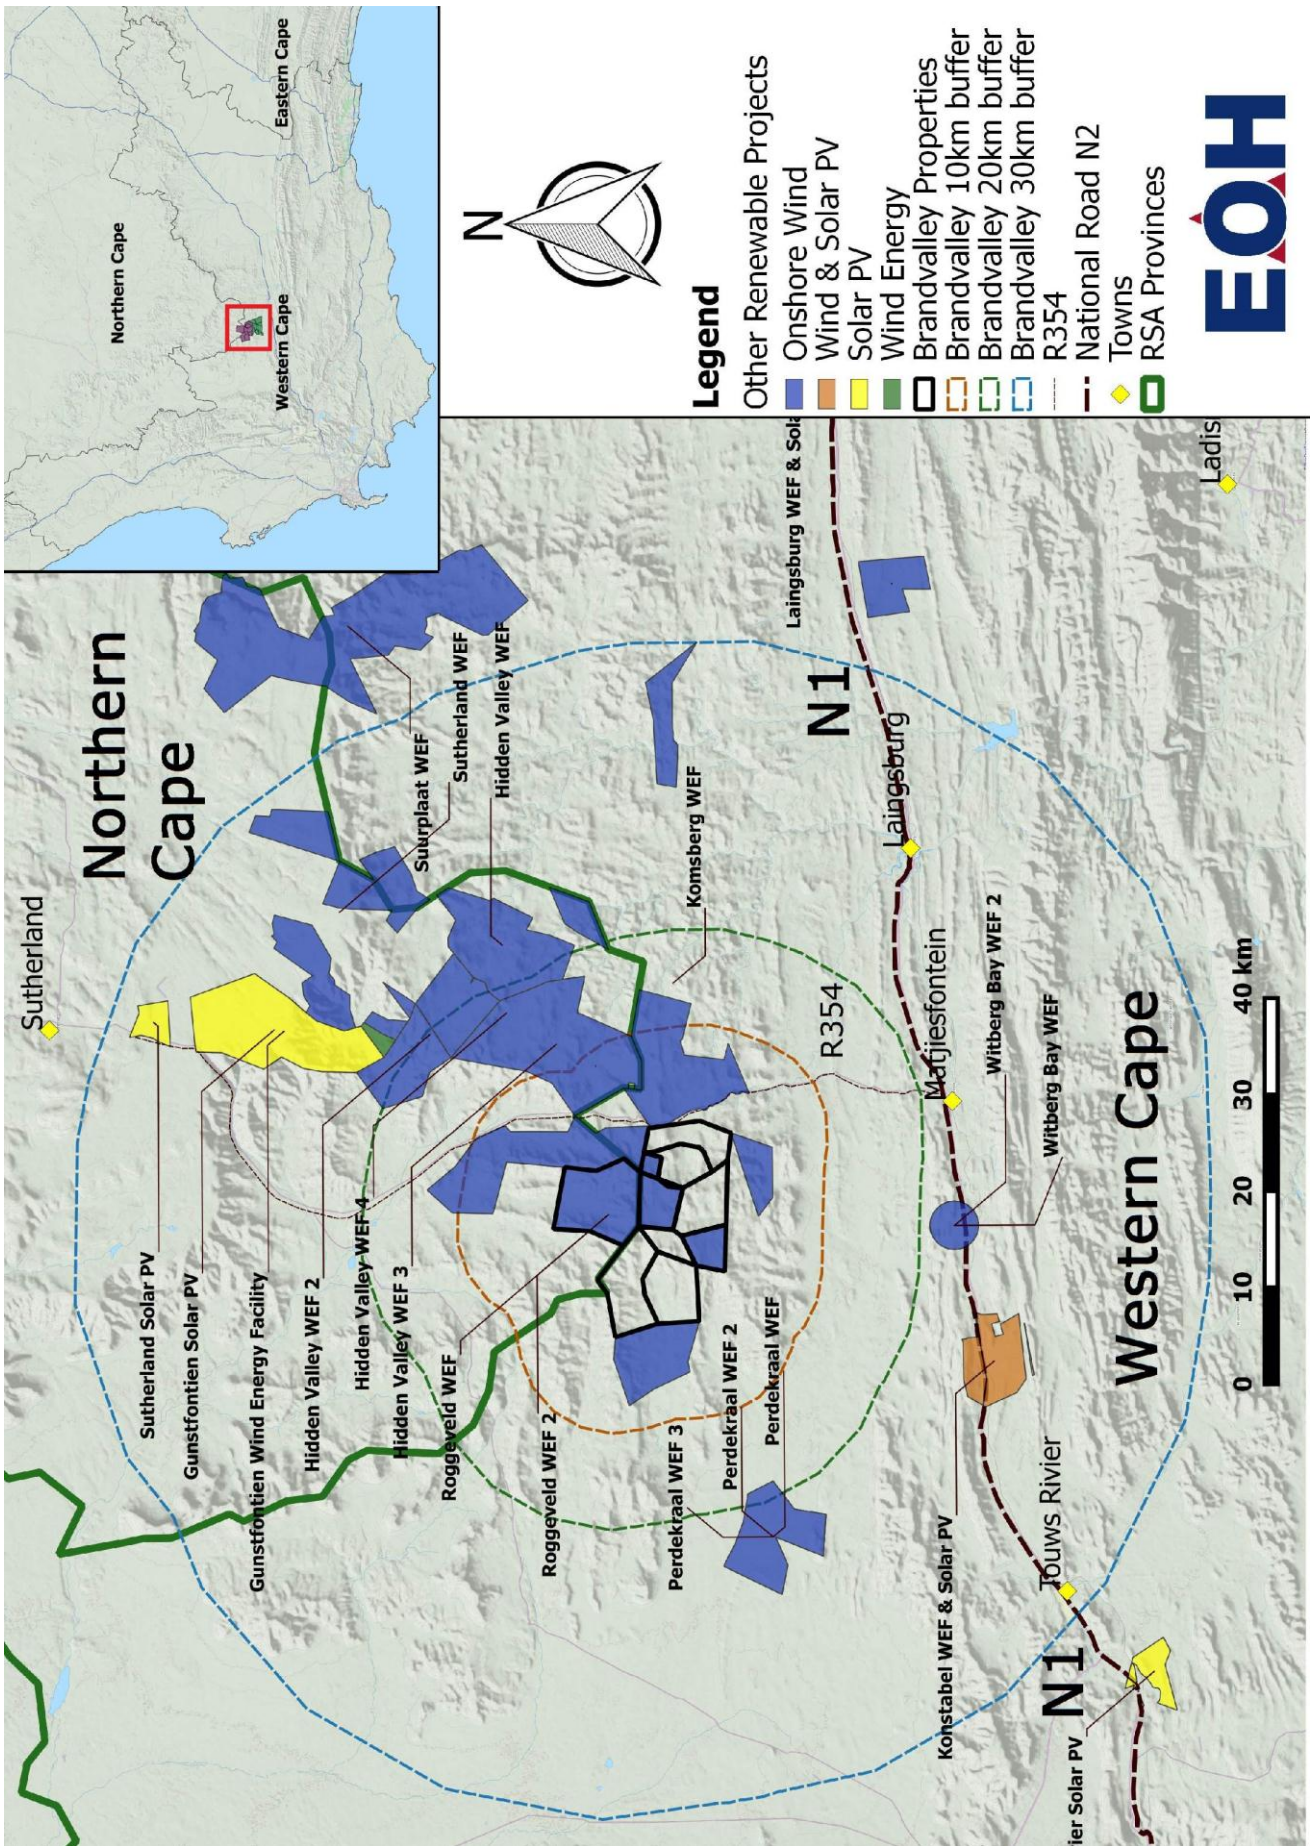 Northern Cape
Eastern Cape
Western Cape
N
Legend
Other Renewable Projects
Onshore Wind
Wind & Solar PV
Solar PV
Wind Energy
Brandvalley Properties
Brandvalley 10km buffer
Brandvalley 20km buffer
Brandvalley 30km buffer
R354
National Road N2
Towns
RSA Provinces
EOH
Sutherland
Northern
Cape
Suurplaat WEF
Sutherland WEF
Hidden Valley WEF
Sutherland Solar PV
Gunstfontien Solar PV
Gunstfontien Wind Energy Facility
Hidden Valley WEF 2
Hidden Valley WEF 4
Hidden Valley WEF 3
Roggeveld WEF
Roggeveld WEF 2
Perdekraal WEF 3
Perdekraal WEF 2
Perdekraal WEF
Komsberg WEF
Laingsburg WEF & Sola
N1
R354
Laingsburg
Matjiesfontein
Witberg Bay WEF 2
Witberg Bay WEF
Konstabel WEF & Solar PV
Touws Rivier
N1
ier Solar PV
Western Cape
Ladis
0 10 20 30 40 km